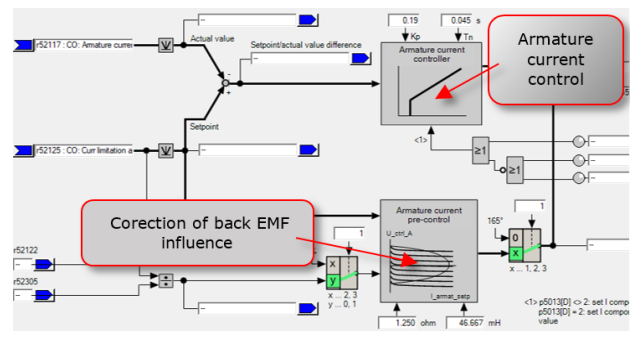 0.19
0.045 s
Actual value
Kp
Tn
r52117: CO: Armature curre
Setpoint/actual value difference
Armature current
controller
Armature
current
control
-
+
Setpoint
<1>
≥1
≥1
r52125 : CO: Curr limitation a
Corection of back EMF
influence
1
Armature current
pre-control
U_ctrl_A
I_armat_setp
165°
1
0
x
x ... 1, 2, 3
r52122
r52305
÷
x
y
x ... 2, 3
y ... 0, 1
1.250 ohm
46.667 mH
<1> p5013[D] <> 2: set I compo
p5013[D] = 2: set I compon
value